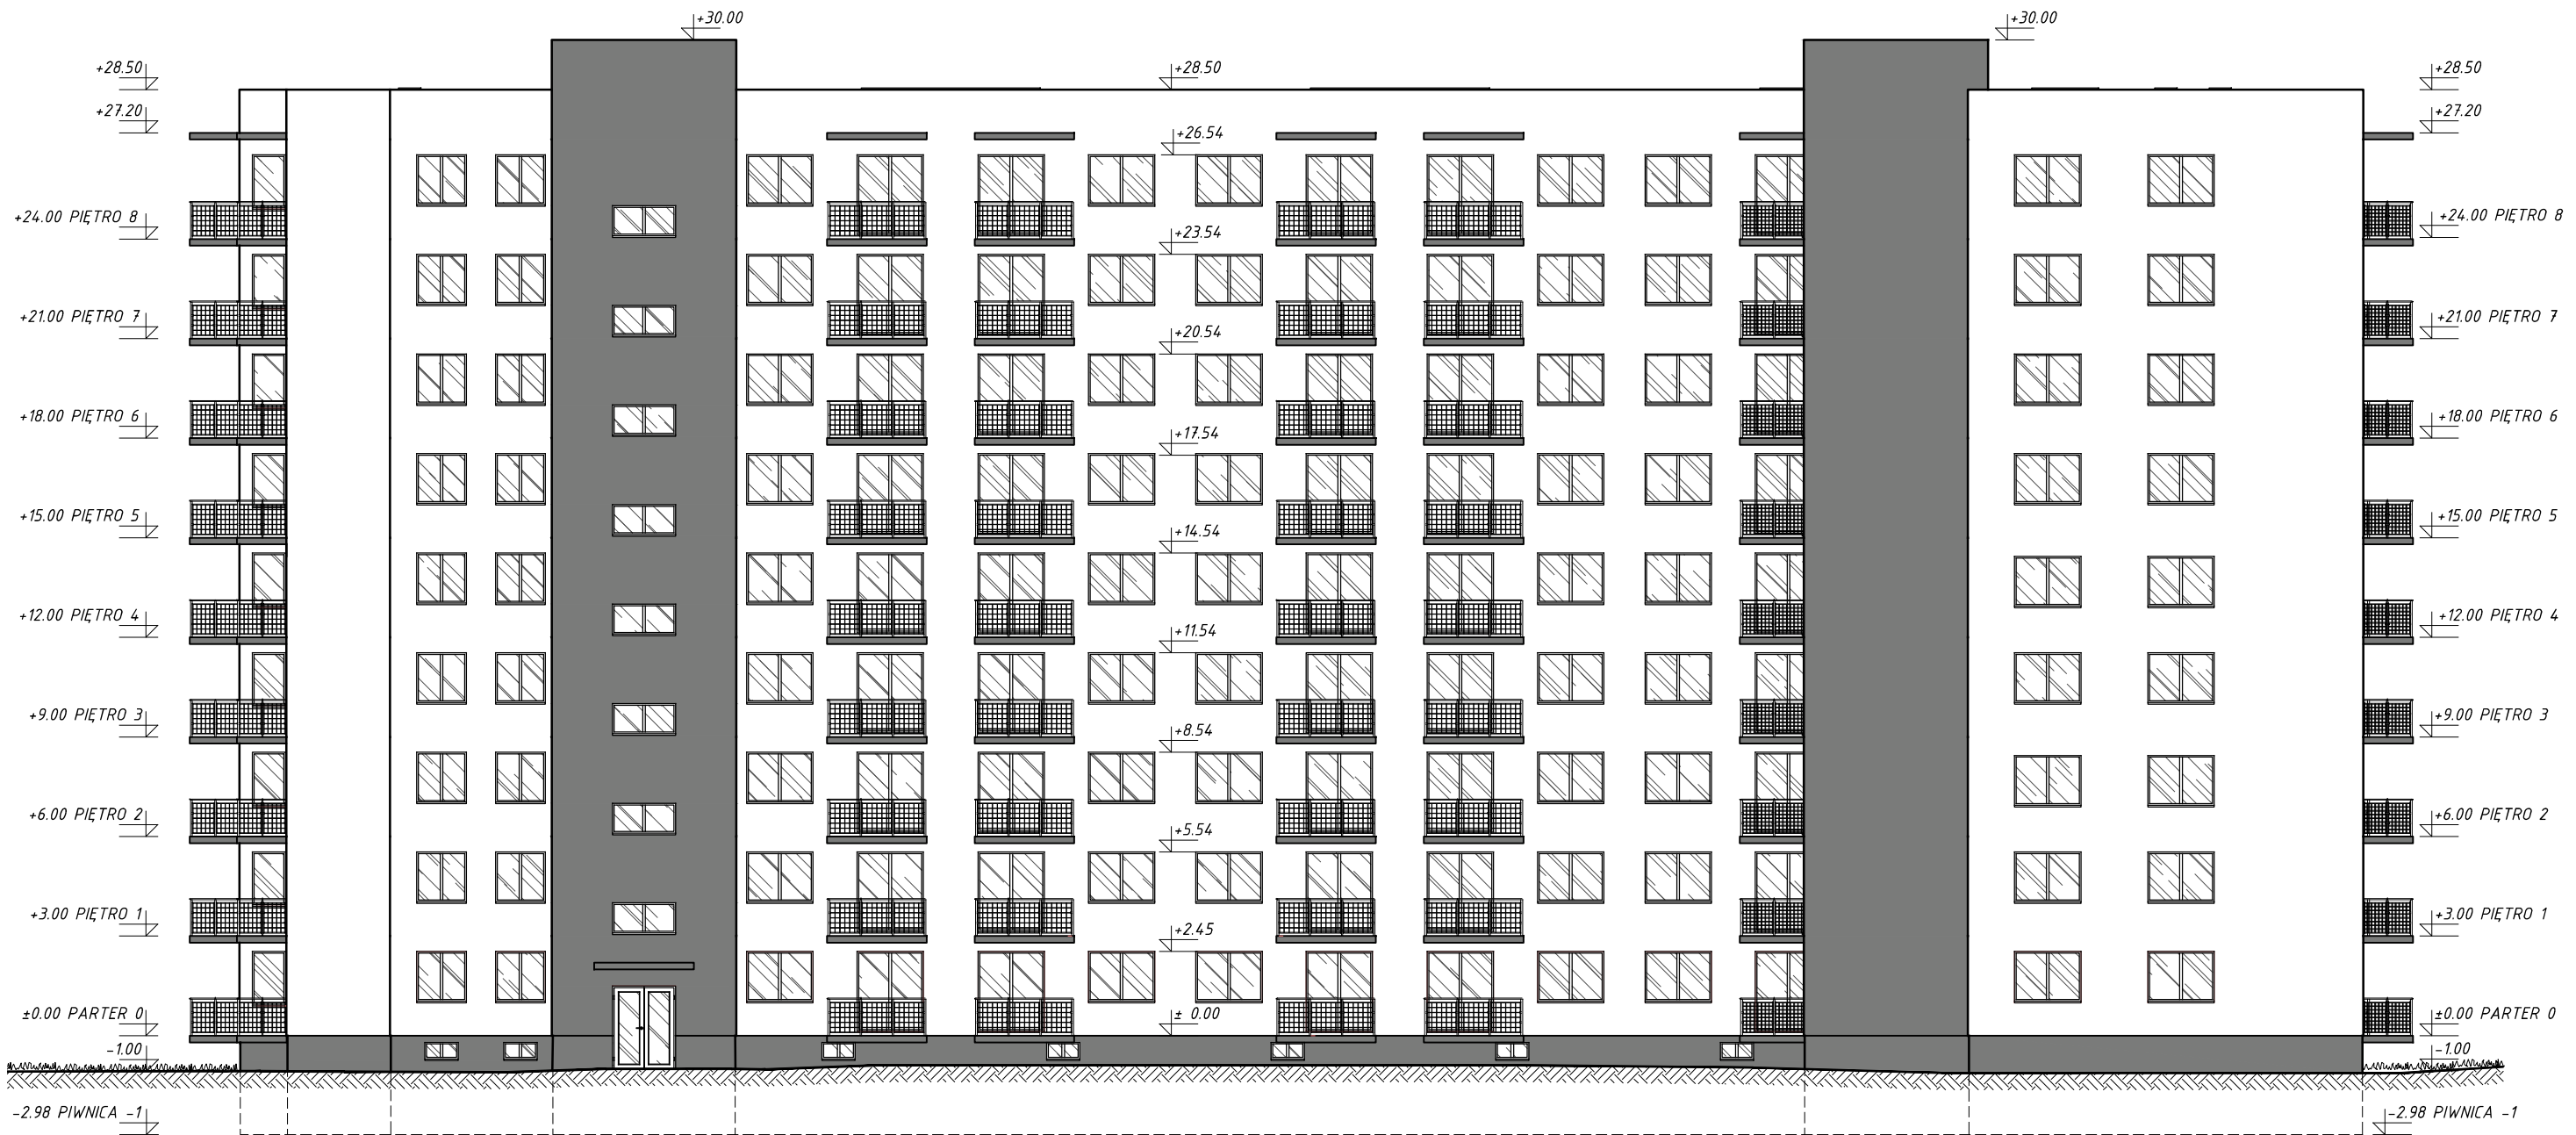 +30.00
+30.00
+28.50
+28.50
+28.50
+27.20
+27.20
+26.54
+24.00 PIĘTRO 8
+24.00 PIĘTRO 8
+23.54
+21.00 PIĘTRO 7
+21.00 PIĘTRO 7
+20.54
+18.00 PIĘTRO 6
+18.00 PIĘTRO 6
+17.54
+15.00 PIĘTRO 5
+15.00 PIĘTRO 5
+14.54
+12.00 PIĘTRO 4
+12.00 PIĘTRO 4
+11.54
+9.00 PIĘTRO 3
+9.00 PIĘTRO 3
+8.54
+6.00 PIĘTRO 2
+6.00 PIĘTRO 2
+5.54
+3.00 PIĘTRO 1
+3.00 PIĘTRO 1
+2.45
±0.00 PARTER 0
± 0.00
±0.00 PARTER 0
-1.00
-1.00
-2.98 PIWNICA -1
-2.98 PIWNICA -1